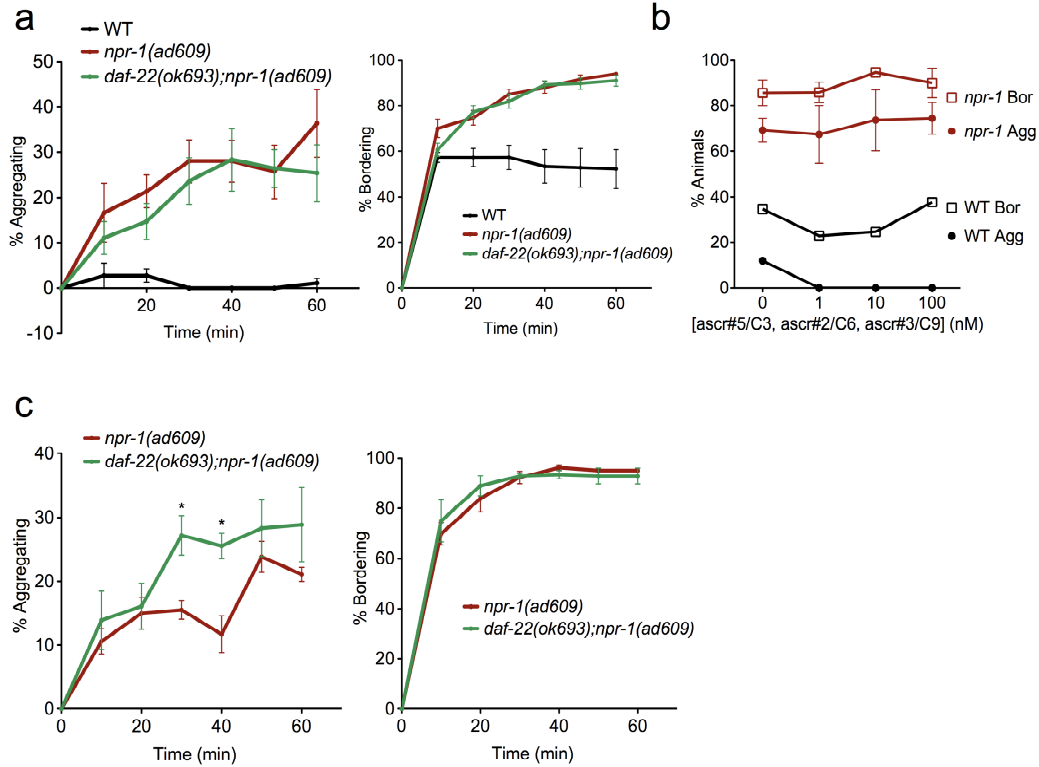 a
WT
npr-1(ad609)
daf-22(ok693);npr-1(ad609)
50
40
30
20
10
0
-10
% Aggregating
20
40
60
Time (min)
100
80
60
40
20
0
% Bordering
WT
npr-1(ad609)
daf-22(ok693);npr-1(ad609)
0
20
40
60
Time (min)
b
100
80
60
40
20
0
% Animals
npr-1 Bor
npr-1 Agg
WT Bor
WT Agg
0
1
10
100
[ascr#5/C3, ascr#2/C6, ascr#3/C9] (nM)
c
npr-1(ad609)
daf-22(ok693);npr-1(ad609)
40
30
20
10
0
% Aggregating
*
*
0
20
40
60
Time (min)
100
80
60
40
20
0
% Bordering
npr-1(ad609)
daf-22(ok693);npr-1(ad609)
0
20
40
60
Time (min)